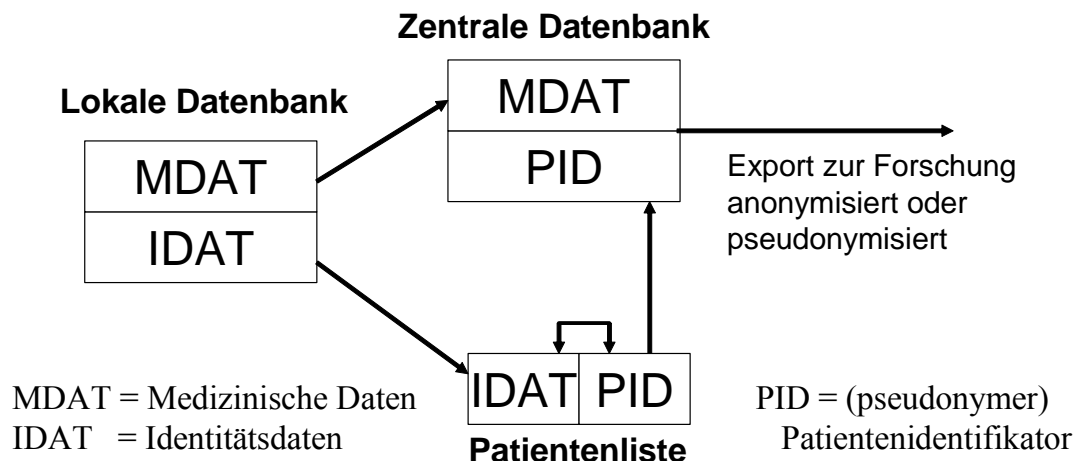 Zentrale Datenbank
Lokale Datenbank
MDAT
PID
MDAT
IDAT
Export zur Forschung
anonymisiert oder
pseudonymisiert
IDAT PID
Patientenliste
MDAT = Medizinische Daten
IDAT = Identitätsdaten
PID = (pseudonymer)
Patientenidentifikator